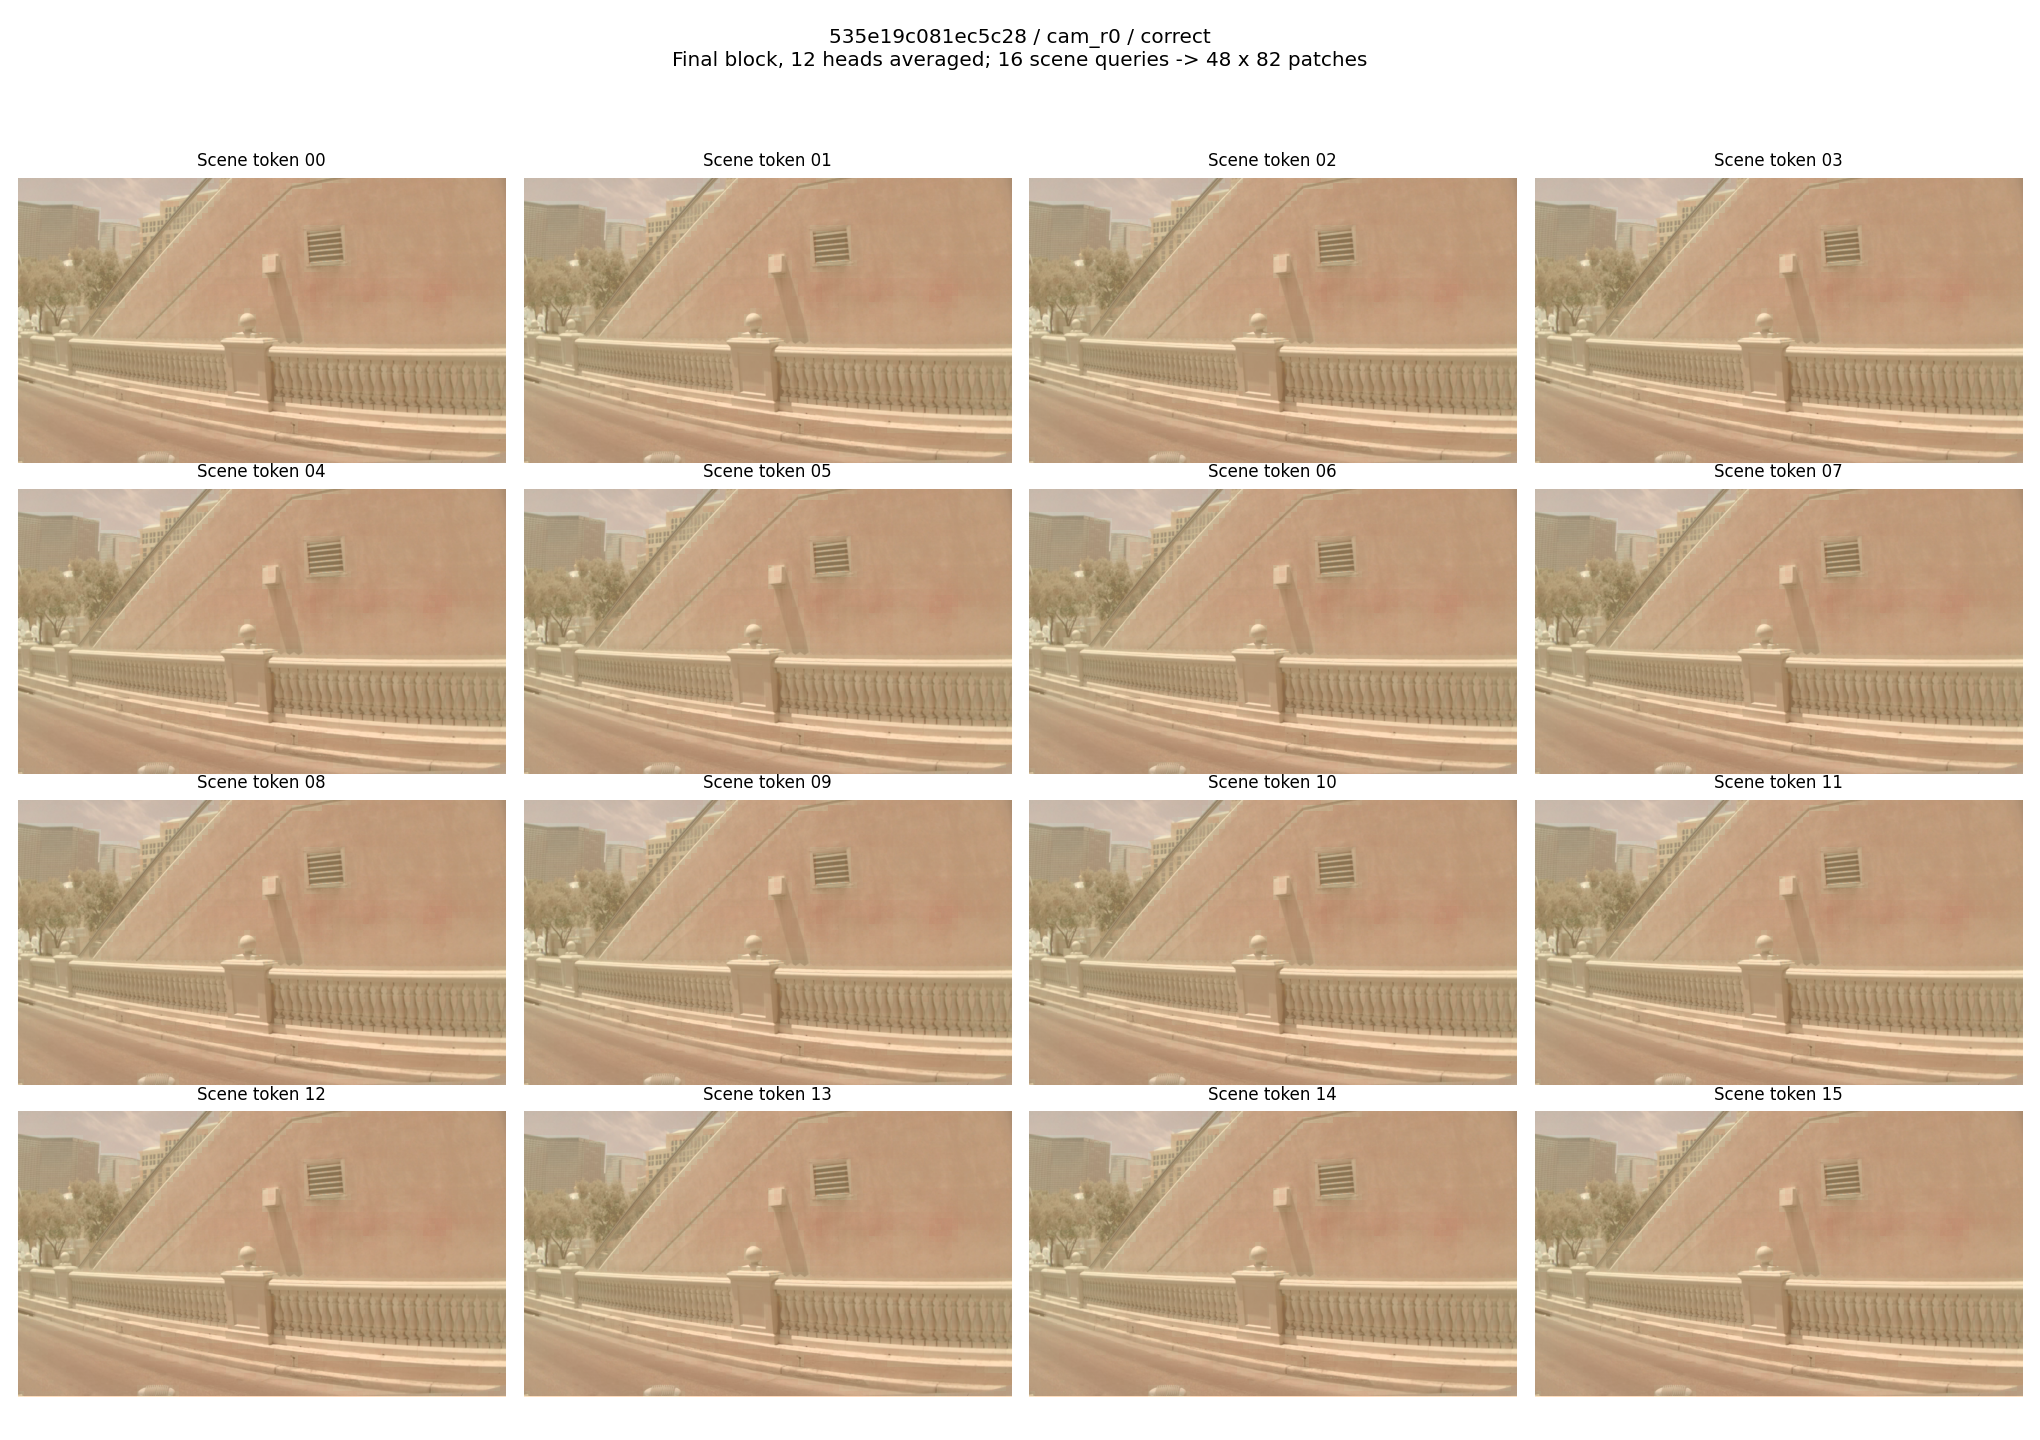 535e19c081ec5c28 / cam_r0 / correct
Final block, 12 heads averaged; 16 scene queries -> 48 x 82 patches
Scene token 00
Scene token 01
Scene token 02
Scene token 03
Scene token 04
Scene token 05
Scene token 06
Scene token 07
Scene token 08
Scene token 09
Scene token 10
Scene token 11
Scene token 12
Scene token 13
Scene token 14
Scene token 15